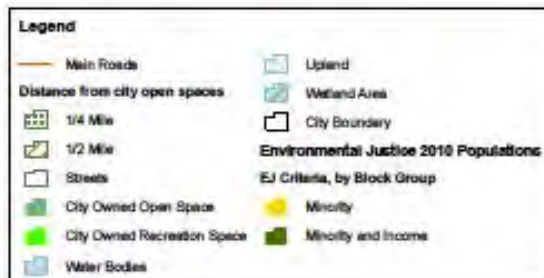 Legend
Main Roads
Distance from city open spaces
1/4 Mile
1/2 Mile
Streets
City Owned Open Space
City Owned Recreation Space
Water Bodies
Upland
Wetland Area
City Boundary
Environmental Justice 2010 Populations
EJ Criteria, by Block Group
Minority
Minority and Income